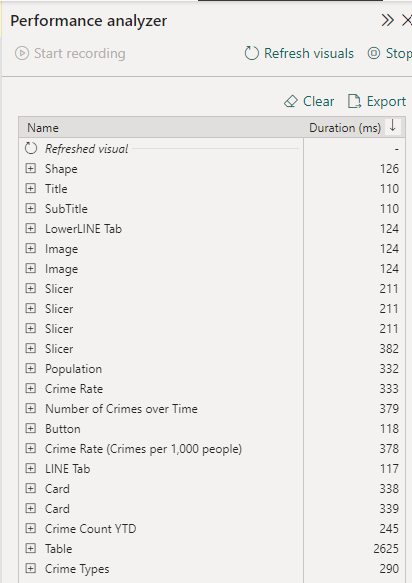 Performance analyzer
Start recording Refresh visuals Stop
Clear Export
Name Duration (ms)
Refreshed visual -
Shape 126
Title 110
SubTitle 110
LowerLINE Tab 124
Image 124
Image 124
Slicer 211
Slicer 211
Slicer 211
Slicer 382
Population 332
Crime Rate 333
Number of Crimes over Time 379
Button 118
Crime Rate (Crimes per 1,000 people) 378
LINE Tab 117
Card 338
Card 339
Crime Count YTD 245
Table 2625
Crime Types 290